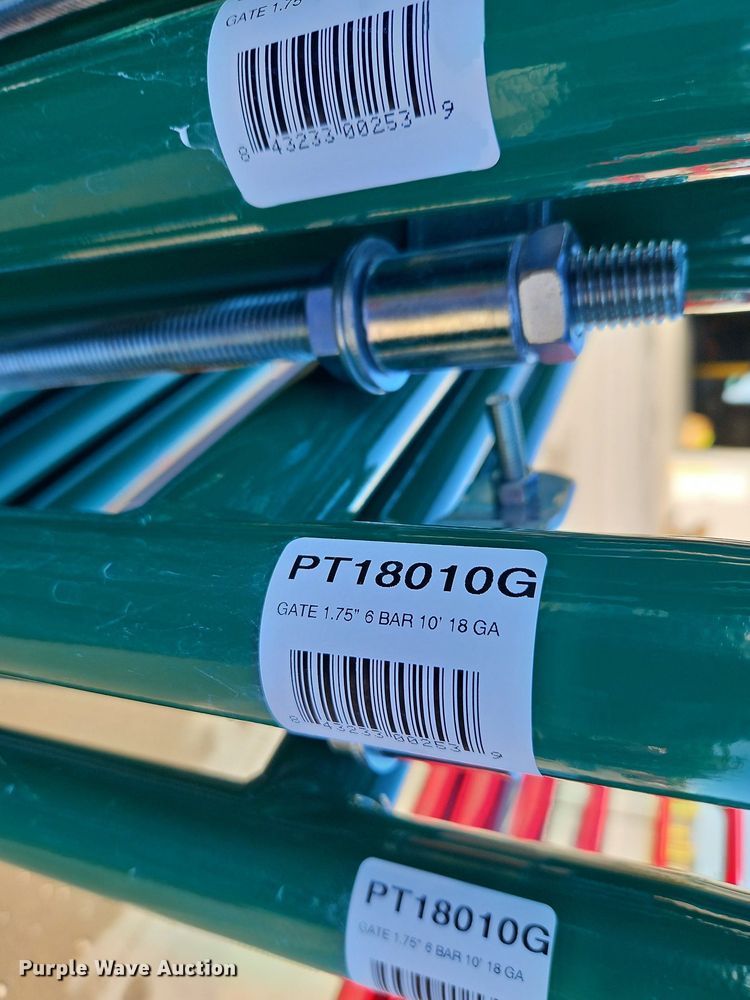 GATE 1.75"
8 43233 00253 9
PT18010G
GATE 1.75" 6 BAR 10' 18 GA
8 43233 00253 9
PT18010G
GATE 1.75" 6 BAR 10' 18 GA
Purple Wave Auction